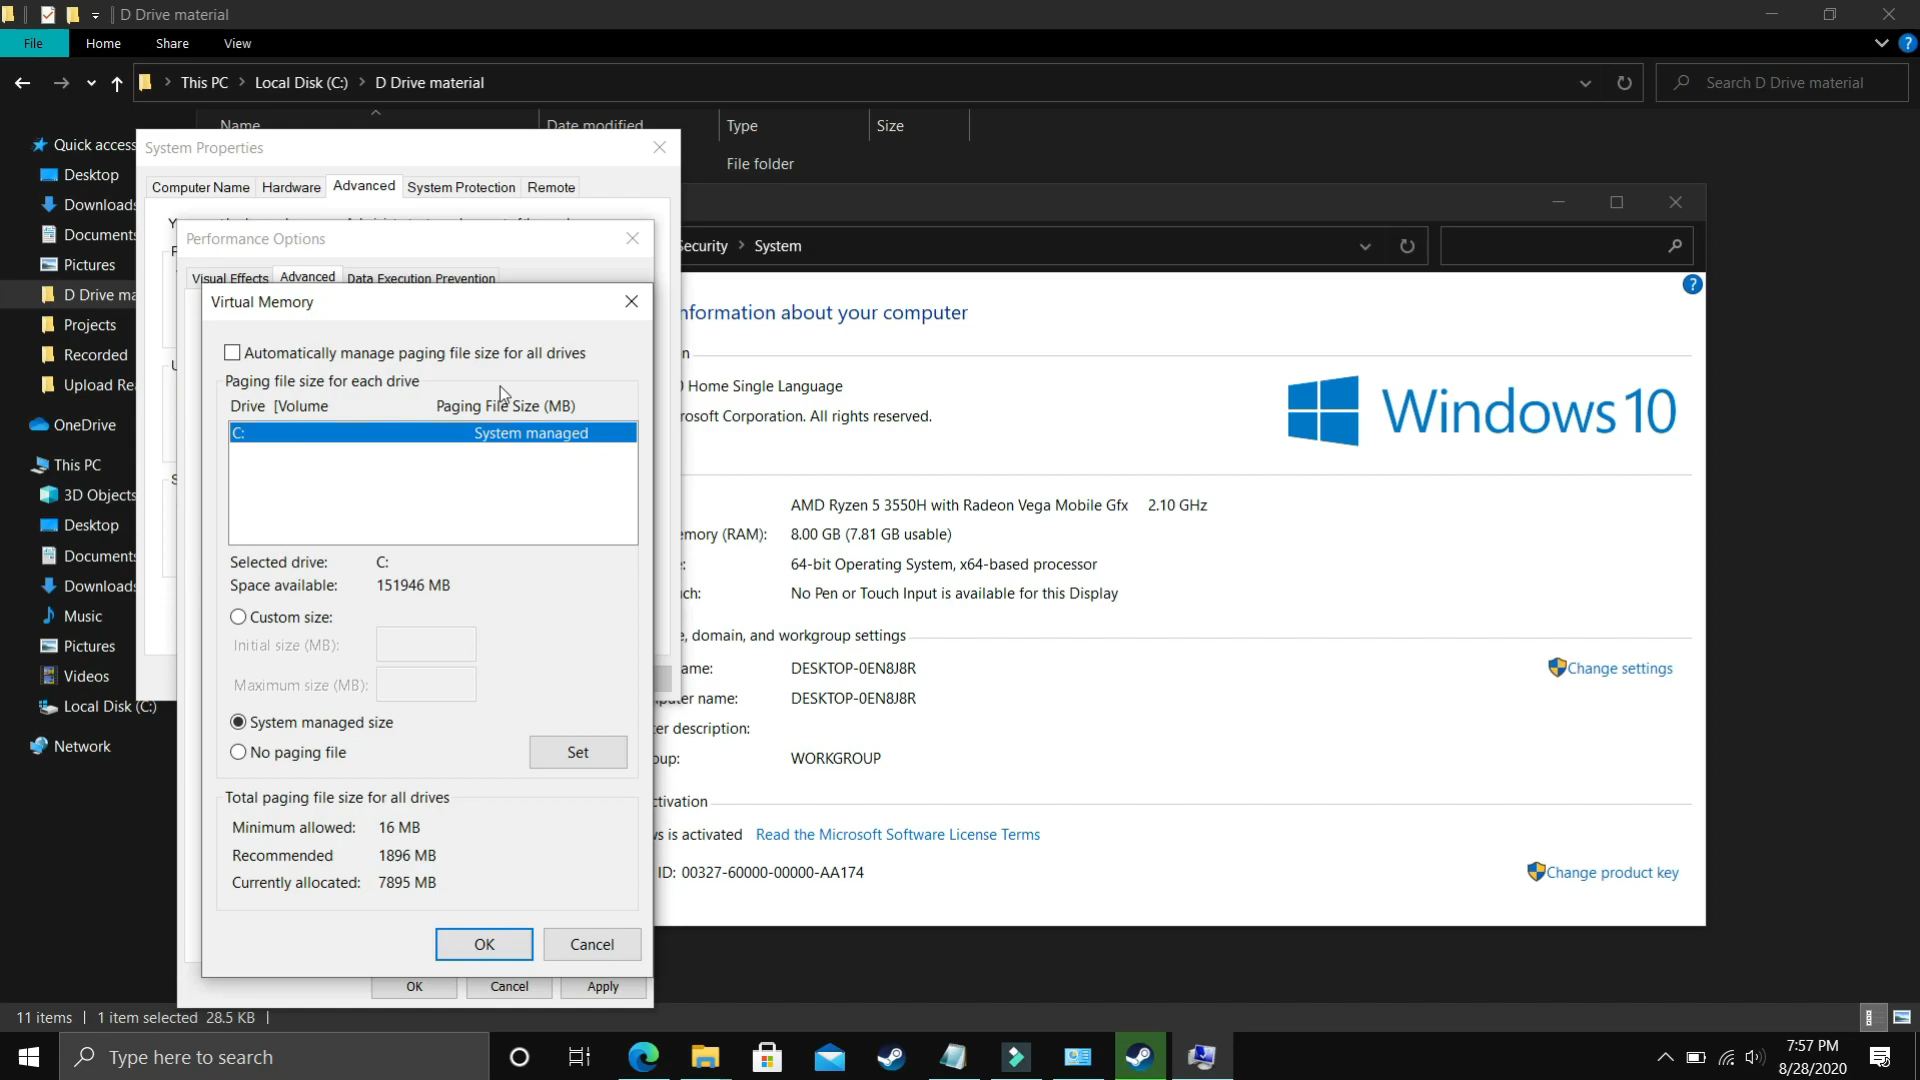 D Drive material
File Home Share View
This PC Local Disk (C:) D Drive material
Search D Drive material
Name Date modified Type Size
File folder
Quick access
Desktop
Downloads
Documents
Pictures
D Drive ma
Projects
Recorded
Upload Re
OneDrive
This PC
3D Objects
Desktop
Documents
Downloads
Music
Pictures
Videos
Local Disk (C:)
Network
System Properties
Computer Name Hardware Advanced System Protection Remote
Performance Options
Visual Effects Advanced Data Execution Prevention
Virtual Memory
Automatically manage paging file size for all drives
Paging file size for each drive
Drive [Volume Paging File Size (MB)
C: System managed
Selected drive: C:
Space available: 151946 MB
Custom size:
Initial size (MB):
Maximum size (MB):
System managed size
No paging file
Set
Total paging file size for all drives
Minimum allowed: 16 MB
Recommended 1896 MB
Currently allocated: 7895 MB
OK Cancel
OK Cancel Apply
Security System
nformation about your computer
0 Home Single Language
rosoft Corporation. All rights reserved.
Windows 10
AMD Ryzen 5 3550H with Radeon Vega Mobile Gfx 2.10 GHz
emory (RAM): 8.00 GB (7.81 GB usable)
64-bit Operating System, x64-based processor
uch: No Pen or Touch Input is available for this Display
e, domain, and workgroup settings
ame: DESKTOP-0EN8J8R
Change settings
puter name: DESKTOP-0EN8J8R
ter description:
oup: WORKGROUP
ctivation
ws is activated Read the Microsoft Software License Terms
ID: 00327-60000-00000-AA174
Change product key
11 items 1 item selected 28.5 KB
Type here to search
7:57 PM
8/28/2020